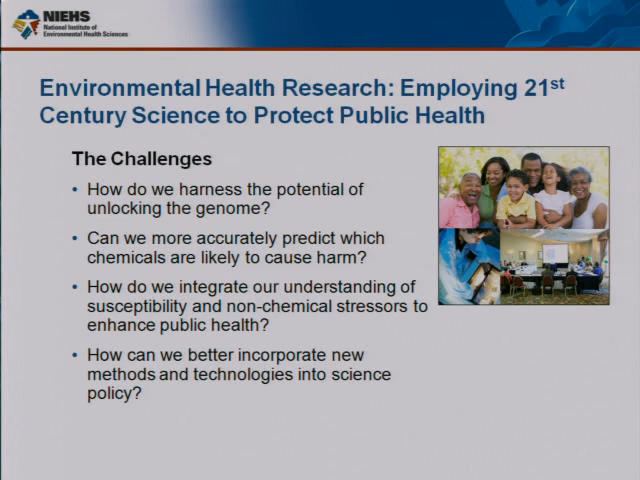 NIEHS
National Institute of
Environmental Health Sciences
Environmental Health Research: Employing 21st
Century Science to Protect Public Health
The Challenges
• How do we harness the potential of
unlocking the genome?
• Can we more accurately predict which
chemicals are likely to cause harm?
• How do we integrate our understanding of
susceptibility and non-chemical stressors to
enhance public health?
• How can we better incorporate new
methods and technologies into science
policy?